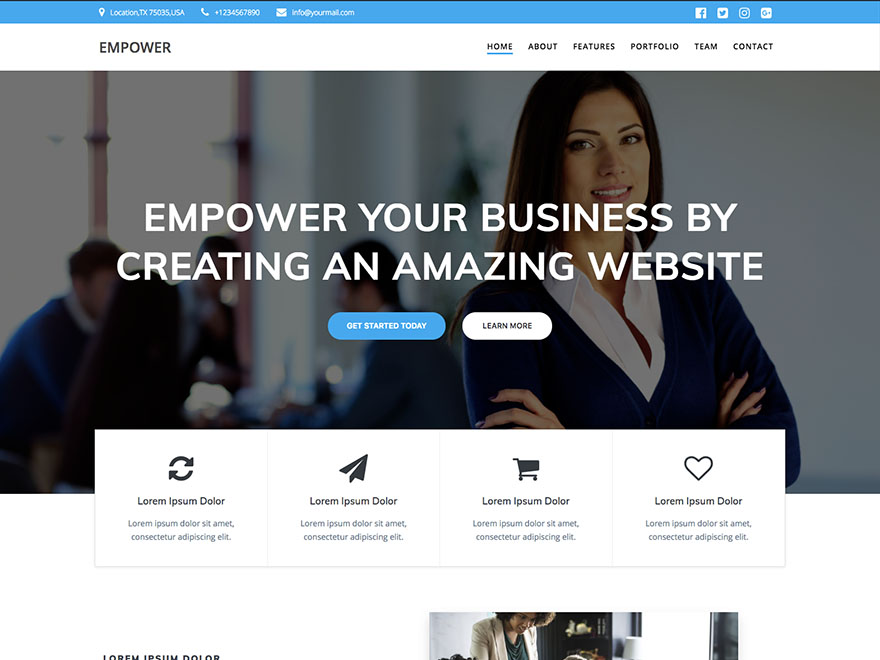 Location,TX 75035,USA +1234567890 info@yourmail.com
EMPOWER HOME ABOUT FEATURES PORTFOLIO TEAM CONTACT
EMPOWER YOUR BUSINESS BY
CREATING AN AMAZING WEBSITE
GET STARTED TODAY LEARN MORE
Lorem Ipsum Dolor
Lorem ipsum dolor sit amet,
consectetur adipiscing elit.
Lorem Ipsum Dolor
Lorem ipsum dolor sit amet,
consectetur adipiscing elit.
Lorem Ipsum Dolor
Lorem ipsum dolor sit amet,
consectetur adipiscing elit.
Lorem Ipsum Dolor
Lorem ipsum dolor sit amet,
consectetur adipiscing elit.
LOREM IPSUM DOLOR